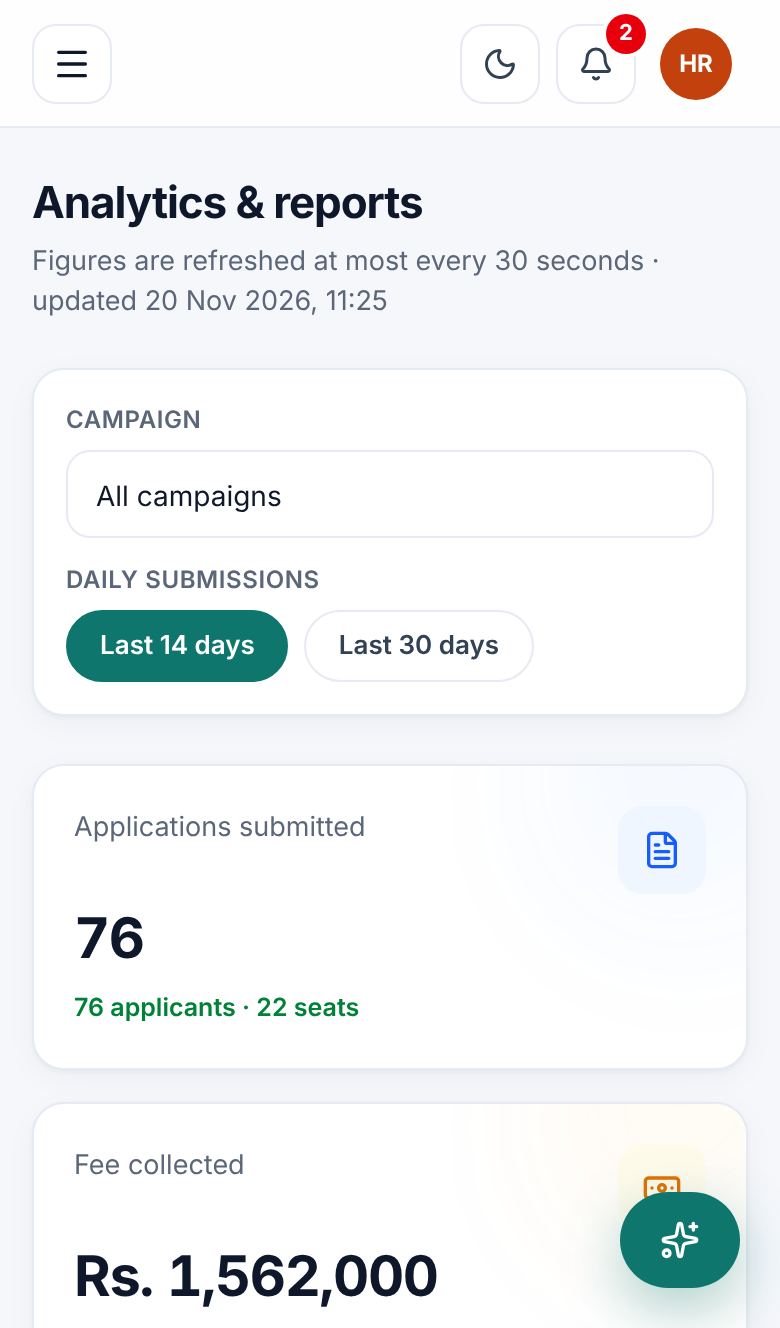 2
HR
Analytics & reports
Figures are refreshed at most every 30 seconds ·
updated 20 Nov 2026, 11:25
CAMPAIGN
All campaigns
DAILY SUBMISSIONS
Last 14 days
Last 30 days
Applications submitted
76
76 applicants · 22 seats
Fee collected
Rs. 1,562,000